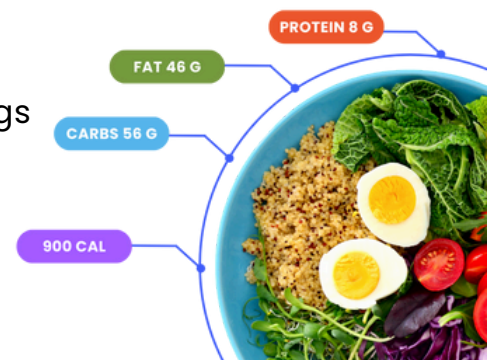 PROTEIN 8 G
FAT 46 G
gs
CARBS 56 G
900 CAL